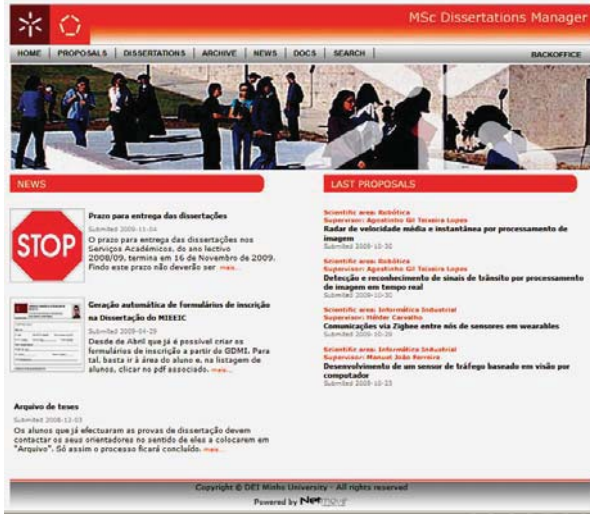 MSc Dissertations Manager
HOME | PROPOSALS | DISSERTATIONS | ARCHIVE | NEWS | DOCS | SEARCH |
BACKOFFICE
NEWS
STOP
Prazo para entrega das dissertações
Submited 2009-11-04
O prazo para entrega das dissertações nos
Serviços Académicos, do ano lectivo
2008/09, termina em 16 de Novembro de 2009.
Findo este prazo não deverão ser mais...
Geração automática de formulários de inscrição
na Dissertação do MIEEIC
Submited 2009-04-29
Desde de Abril que já é possível criar os
formulários de inscrição a partir do GDMI. Para
tal, basta ir à área do aluno e, na listagem de
alunos, clicar no pdf associado. mais...
Arquivo de teses
Submited 2008-12-03
Os alunos que já efectuaram as provas de dissertação devem
contactar os seus orientadores no sentido de eles a colocarem em
"Arquivo". Só assim o processo ficará concluído. mais...
LAST PROPOSALS
Scientific area: Robótica
Supervisor: Agostinho Gil Teixeira Lopes
Radar de velocidade média e instantânea por processamento de
imagem
Submited 2009-10-30
Scientific area: Robótica
Supervisor: Agostinho Gil Teixeira Lopes
Detecção e reconhecimento de sinais de trânsito por processamento
de imagem em tempo real
Submited 2009-10-30
Scientific area: Informática Industrial
Supervisor: Hélder Carvalho
Comunicações via Zigbee entre nós de sensores em wearables
Submited 2009-10-29
Scientific area: Informática Industrial
Supervisor: Manuel João Ferreira
Desenvolvimento de um sensor de tráfego baseado em visão por
computador
Submited 2009-10-23
Copyright © DEI Minho University - All rights reserved
Powered by